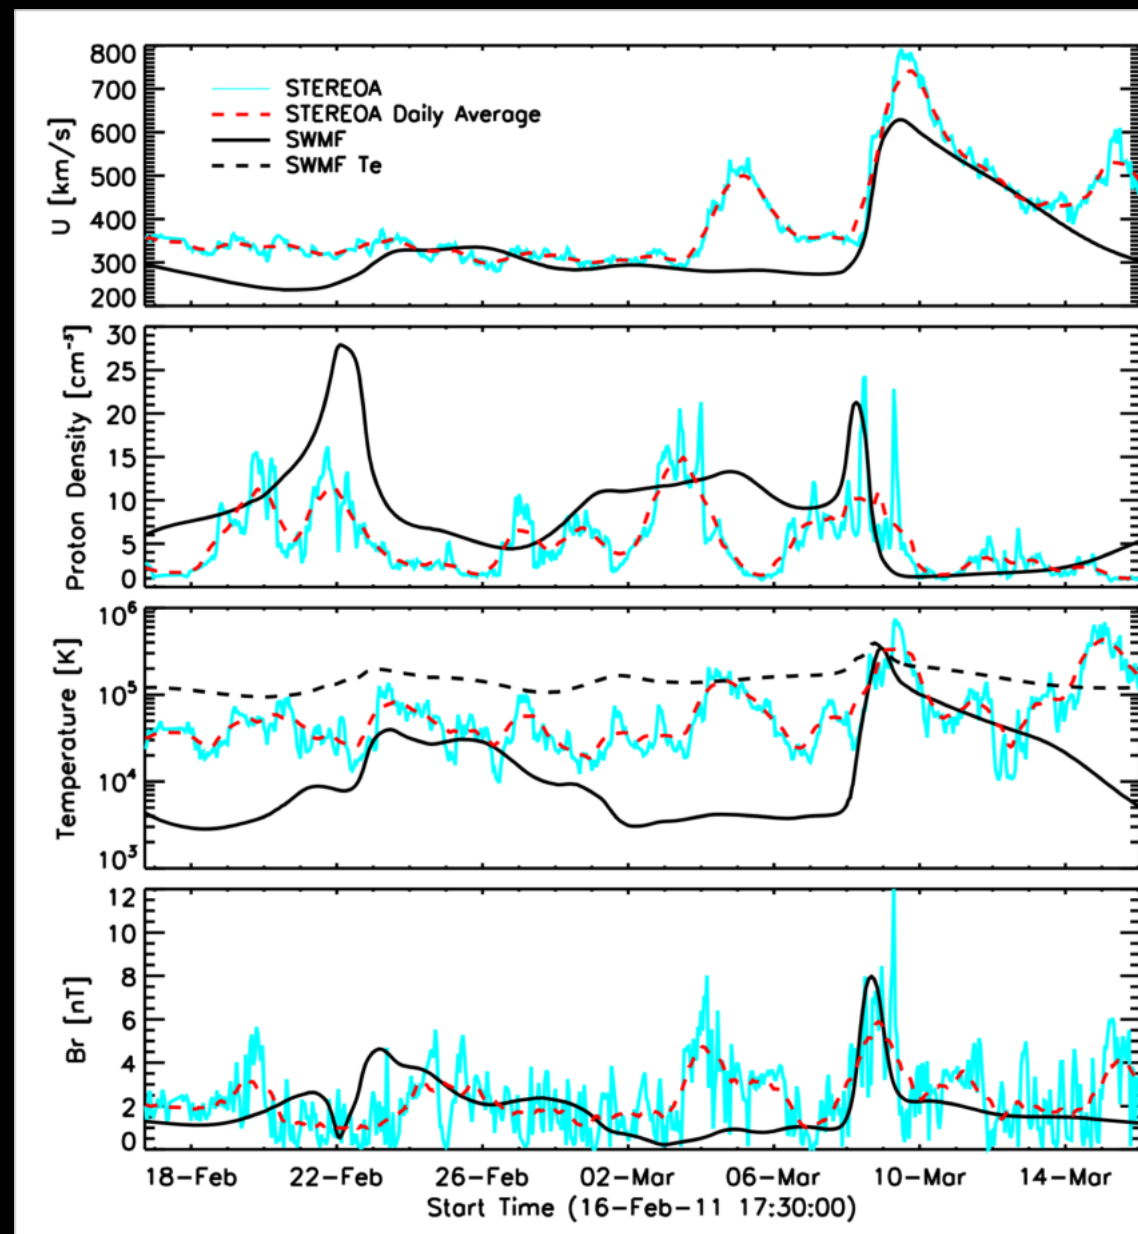 800
700
600
500
400
300
200
U [km/s]
STEREOA
STEREOA Daily Average
SWMF
SWMF Te
30
25
20
15
10
5
0
Proton Density [cm⁻³]
10⁶
10⁵
10⁴
10³
Temperature [K]
12
10
8
6
4
2
0
Br [nT]
18-Feb 22-Feb 26-Feb 02-Mar 06-Mar 10-Mar 14-Mar
Start Time (16-Feb-11 17:30:00)